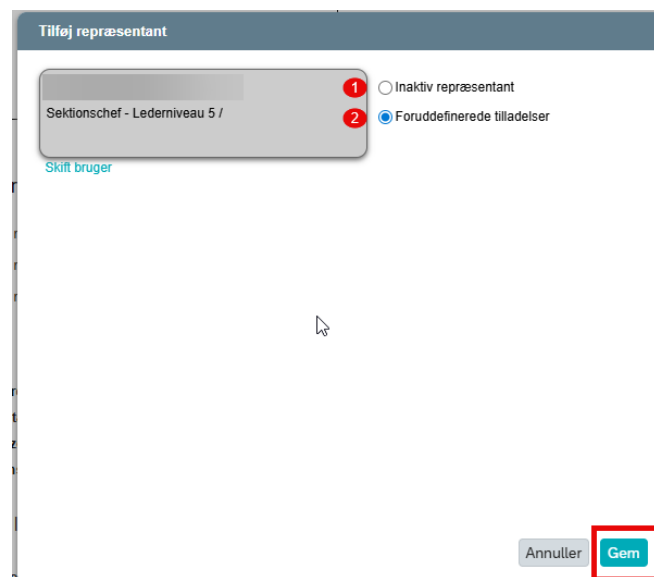 Tilføj repræsentant
1 Inaktiv repræsentant
Sektionschef - Lederniveau 5 /
2 Foruddefinerede tilladelser
Skift bruger
Annuller
Gem